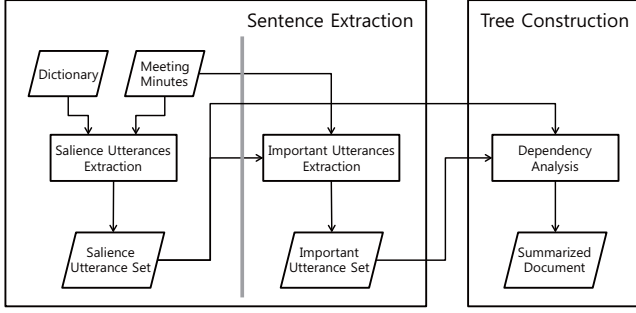 Sentence Extraction
Tree Construction
Dictionary
Meeting
Minutes
Salience Utterances
Extraction
Important Utterances
Extraction
Dependency
Analysis
Salience
Utterance Set
Important
Utterance Set
Summarized
Document